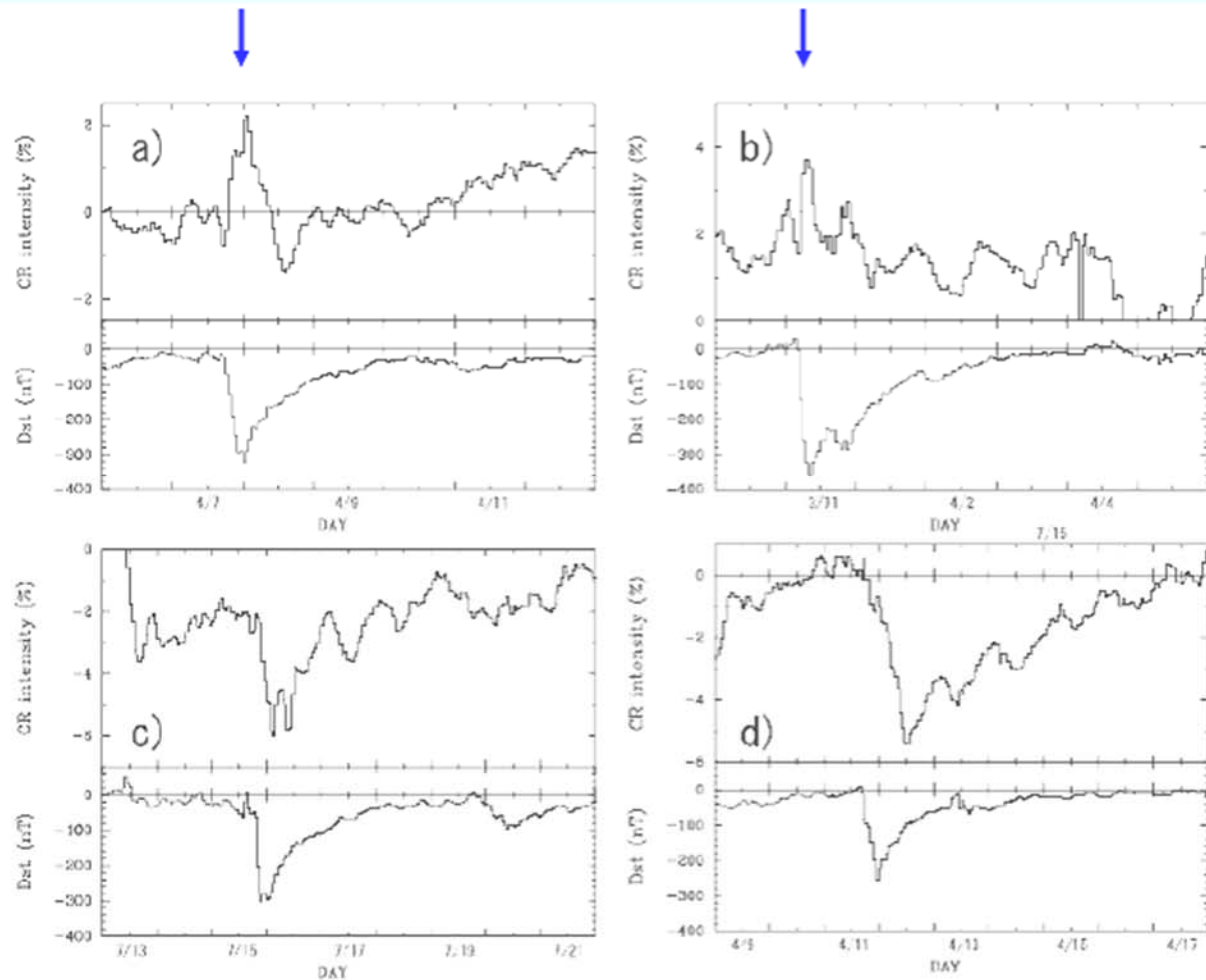 a)
CR intensity (%)
2
0
-2
Dst (nT)
0
-100
-200
-300
-400
4/7 4/9 4/11
DAY
b)
CR intensity (%)
4
2
0
Dst (nT)
0
-100
-200
-300
-400
3/31 4/2 4/4
DAY
7/15
c)
CR intensity (%)
0
-2
-4
-6
Dst (nT)
0
-100
-200
-300
-400
7/13 7/15 7/17 7/19 7/21
DAY
d)
CR intensity (%)
0
-2
-4
-6
Dst (nT)
0
-100
-200
-300
-400
4/9 4/11 4/13 4/15 4/17
DAY